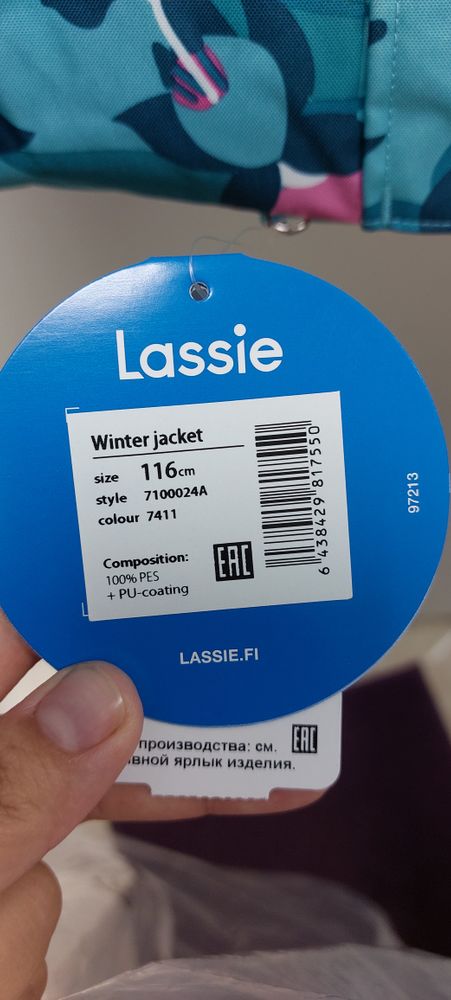 Lassie
Winter jacket
size 116cm
style 7100024A
colour 7411
Composition:
100% PES
+ PU-coating
EAC
6 438429 817550
97213
LASSIE.FI
производства: см.
ярлык изделия.
EAC